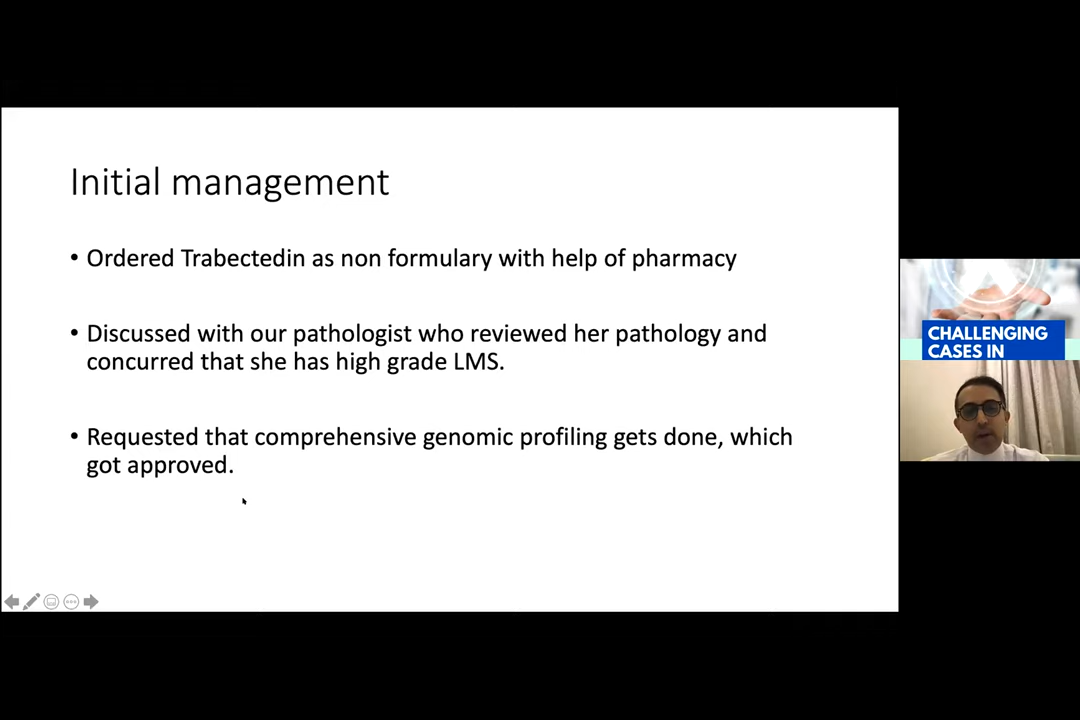 Initial management
• Ordered Trabectedin as non formulary with help of pharmacy
• Discussed with our pathologist who reviewed her pathology and
concurred that she has high grade LMS.
• Requested that comprehensive genomic profiling gets done, which
got approved.
CHALLENGING
CASES IN